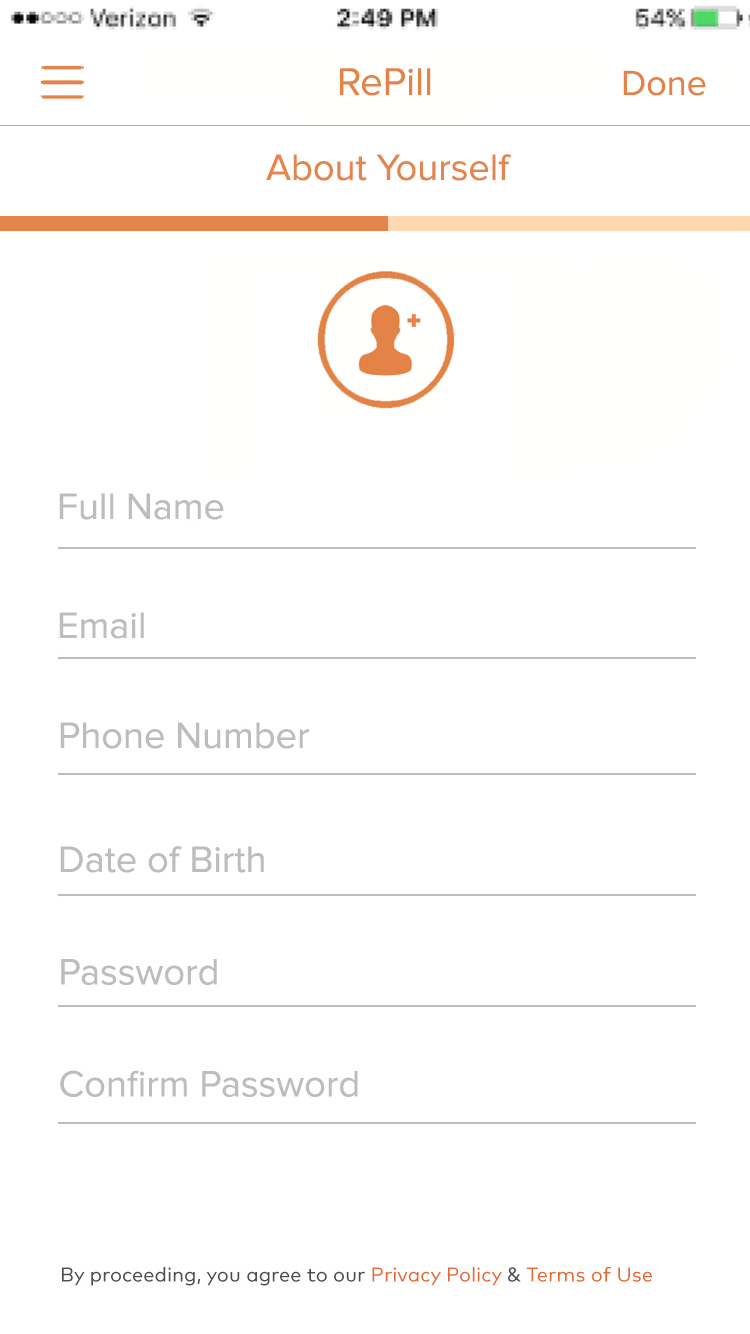 Verizon 2:49 PM 54%
RePill Done
About Yourself
Full Name
Email
Phone Number
Date of Birth
Password
Confirm Password
By proceeding, you agree to our Privacy Policy & Terms of Use